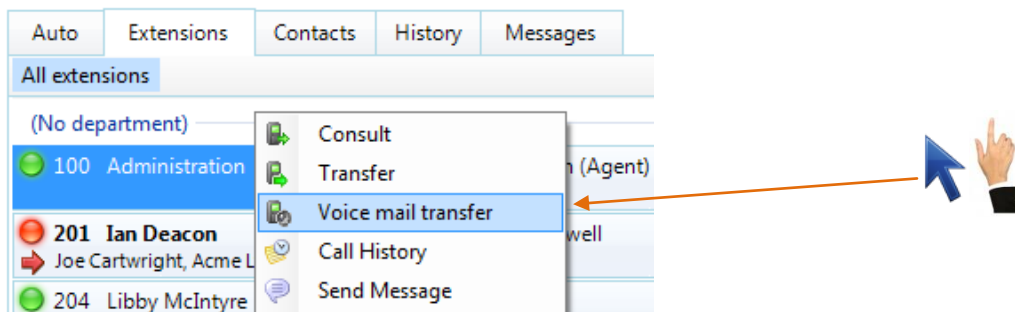 Auto Extensions Contacts History Messages
All extensions
(No department)
Consult
100 Administration
Transfer
(Agent)
Voice mail transfer
201 Ian Deacon
Joe Cartwright, Acme
Call History
204 Libby McIntyre
Send Message